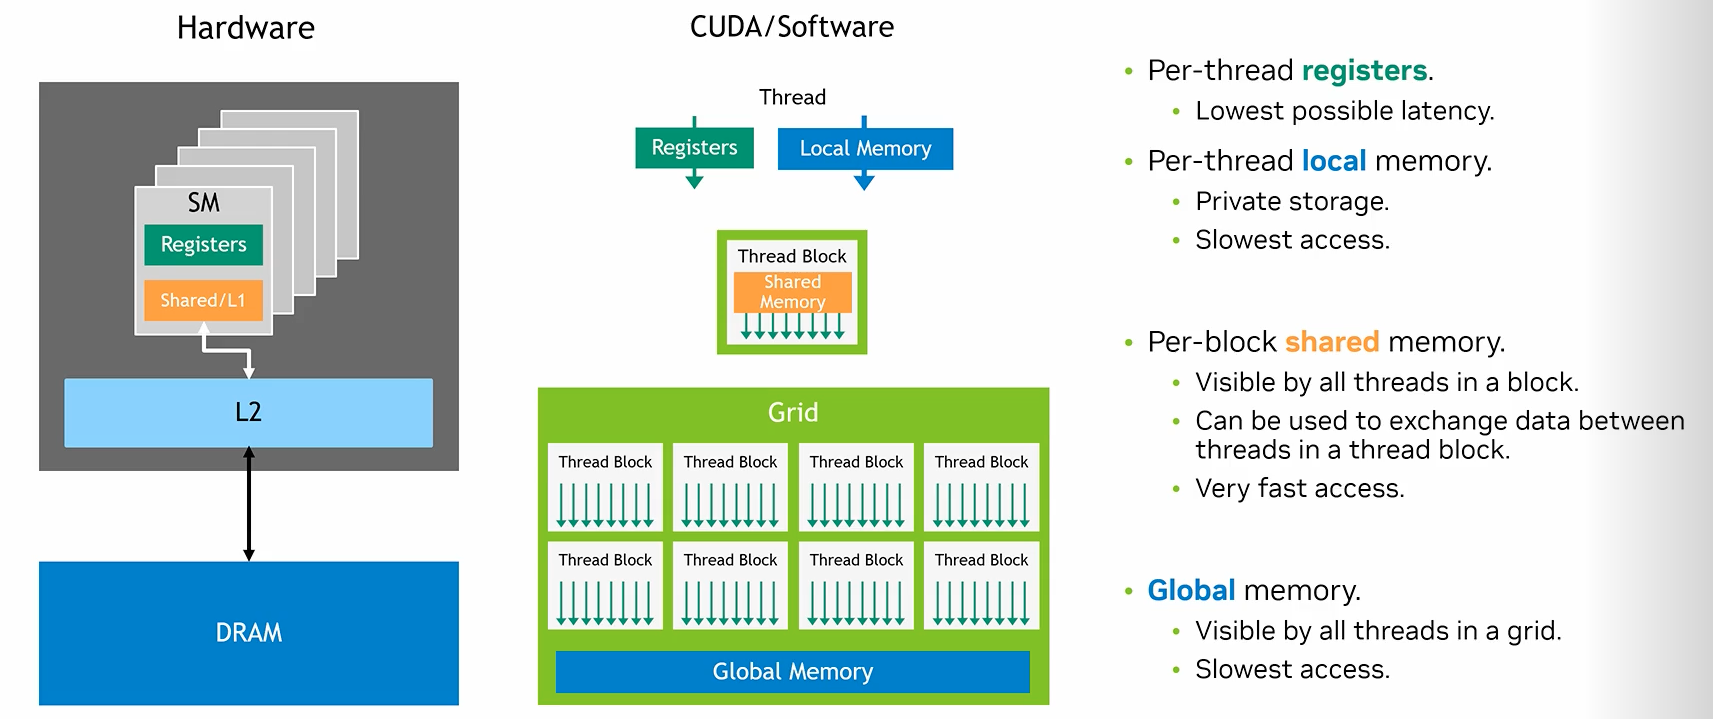 Hardware
SM
Registers
Shared/L1
L2
DRAM
CUDA/Software
Thread
Registers
Local Memory
Thread Block
Shared
Memory
Grid
Thread Block
Thread Block
Thread Block
Thread Block
Thread Block
Thread Block
Thread Block
Thread Block
Global Memory
• Per-thread registers.
• Lowest possible latency.
• Per-thread local memory.
• Private storage.
• Slowest access.
• Per-block shared memory.
• Visible by all threads in a block.
• Can be used to exchange data between
threads in a thread block.
• Very fast access.
• Global memory.
• Visible by all threads in a grid.
• Slowest access.